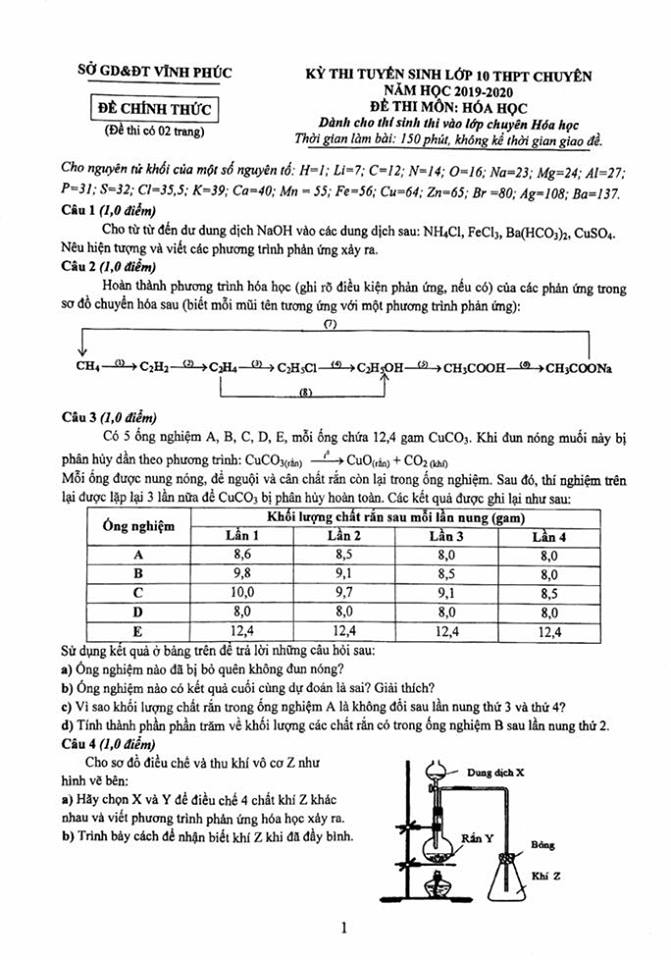 SỞ GD&ĐT VĨNH PHÚC
ĐỀ CHÍNH THỨC
(Đề thi có 02 trang)
KỲ THI TUYỂN SINH LỚP 10 THPT CHUYÊN
NĂM HỌC 2019-2020
ĐỀ THI MÔN: HÓA HỌC
Dành cho thí sinh thi vào lớp chuyên Hóa học
Thời gian làm bài: 150 phút, không kể thời gian giao đề.
Cho nguyên tử khối của một số nguyên tố: H=1; Li=7; C=12; N=14; O=16; Na=23; Mg=24; Al=27;
P=31; S=32; Cl=35,5; K=39; Ca=40; Mn = 55; Fe=56; Cu=64; Zn=65; Br =80; Ag=108; Ba=137.
Câu 1 (1,0 điểm)
Cho từ từ đến dư dung dịch NaOH vào các dung dịch sau: NH₄Cl, FeCl₃, Ba(HCO₃)₂, CuSO₄.
Nêu hiện tượng và viết các phương trình phản ứng xảy ra.
Câu 2 (1,0 điểm)
Hoàn thành phương trình hóa học (ghi rõ điều kiện phản ứng, nếu có) của các phản ứng trong
sơ đồ chuyển hóa sau (biết mỗi mũi tên tương ứng với một phương trình phản ứng):
(7)
CH₄ —(1)→ C₂H₂ —(2)→ C₂H₄ —(3)→ C₂H₅Cl —(4)→ C₂H₅OH —(5)→ CH₃COOH —(6)→ CH₃COONa
(8)
Câu 3 (1,0 điểm)
Có 5 ống nghiệm A, B, C, D, E, mỗi ống chứa 12,4 gam CuCO₃. Khi đun nóng muối này bị
phân hủy dần theo phương trình: CuCO₃(rắn) —t°→ CuO(rắn) + CO₂ (khí)
Mỗi ống được nung nóng, để nguội và cân chất rắn còn lại trong ống nghiệm. Sau đó, thí nghiệm trên
lại được lặp lại 3 lần nữa để CuCO₃ bị phân hủy hoàn toàn. Các kết quả được ghi lại như sau:
Ống nghiệm Khối lượng chất rắn sau mỗi lần nung (gam)
Lần 1 Lần 2 Lần 3 Lần 4
A 8,6 8,5 8,0 8,0
B 9,8 9,1 8,5 8,0
C 10,0 9,7 9,1 8,5
D 8,0 8,0 8,0 8,0
E 12,4 12,4 12,4 12,4
Sử dụng kết quả ở bảng trên để trả lời những câu hỏi sau:
a) Ống nghiệm nào đã bị bỏ quên không đun nóng?
b) Ống nghiệm nào có kết quả cuối cùng dự đoán là sai? Giải thích?
c) Vì sao khối lượng chất rắn trong ống nghiệm A là không đổi sau lần nung thứ 3 và thứ 4?
d) Tính thành phần phần trăm về khối lượng các chất rắn có trong ống nghiệm B sau lần nung thứ 2.
Câu 4 (1,0 điểm)
Cho sơ đồ điều chế và thu khí vô cơ Z như
hình vẽ bên:
a) Hãy chọn X và Y để điều chế 4 chất khí Z khác
nhau và viết phương trình phản ứng hóa học xảy ra.
b) Trình bày cách để nhận biết khí Z khi đã đầy bình.
Dung dịch X
Rắn Y
Bông
Khí Z
1